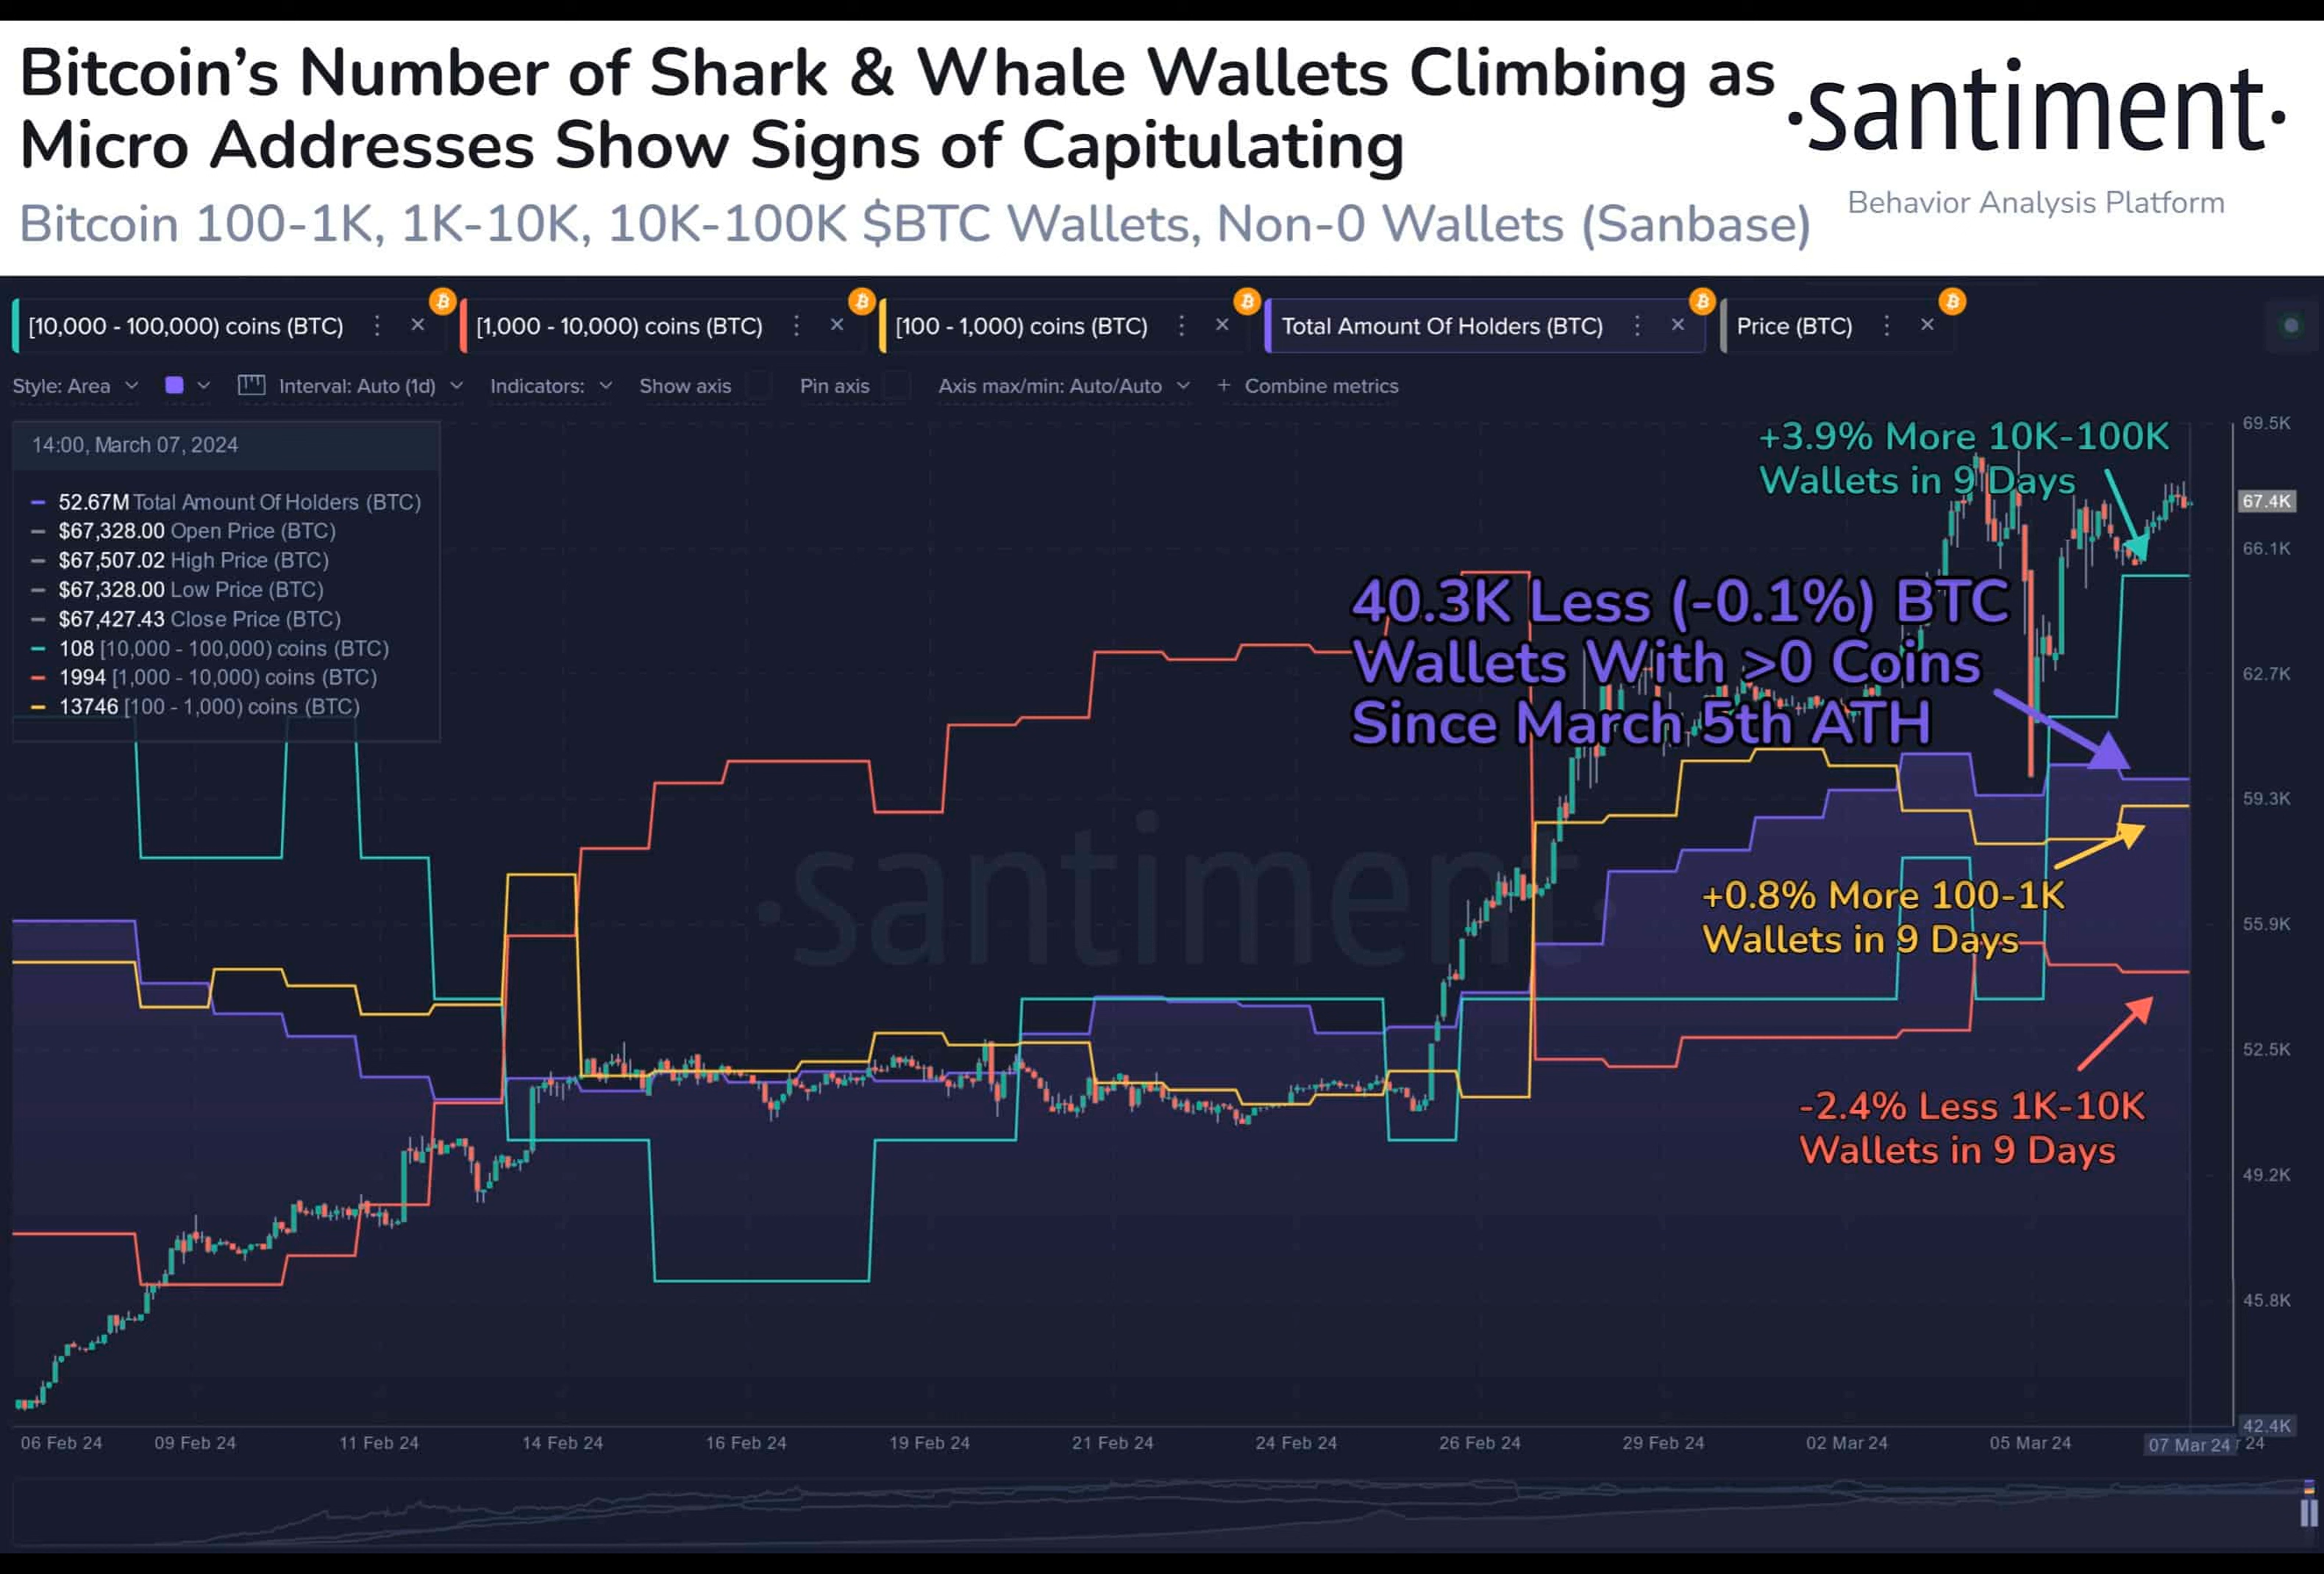 Bitcoin’s Number of Shark & Whale Wallets Climbing as
Micro Addresses Show Signs of Capitulating
Bitcoin 100-1K, 1K-10K, 10K-100K $BTC Wallets, Non-0 Wallets (Sanbase)
·santiment·
Behavior Analysis Platform
[10,000 - 100,000) coins (BTC)
[1,000 - 10,000) coins (BTC)
[100 - 1,000) coins (BTC)
Total Amount Of Holders (BTC)
Price (BTC)
Style: Area
Interval: Auto (1d)
Indicators:
Show axis
Pin axis
Axis max/min: Auto/Auto
+ Combine metrics
14:00, March 07, 2024
52.67M Total Amount Of Holders (BTC)
$67,328.00 Open Price (BTC)
$67,507.02 High Price (BTC)
$67,328.00 Low Price (BTC)
$67,427.43 Close Price (BTC)
108 [10,000 - 100,000) coins (BTC)
1994 [1,000 - 10,000) coins (BTC)
13746 [100 - 1,000) coins (BTC)
+3.9% More 10K-100K
Wallets in 9 Days
40.3K Less (-0.1%) BTC
Wallets With >0 Coins
Since March 5th ATH
+0.8% More 100-1K
Wallets in 9 Days
-2.4% Less 1K-10K
Wallets in 9 Days
·santiment·
69.5K
67.4K
66.1K
62.7K
59.3K
55.9K
52.5K
49.2K
45.8K
42.4K
06 Feb 24
09 Feb 24
11 Feb 24
14 Feb 24
16 Feb 24
19 Feb 24
21 Feb 24
24 Feb 24
26 Feb 24
29 Feb 24
02 Mar 24
05 Mar 24
07 Mar 24
24